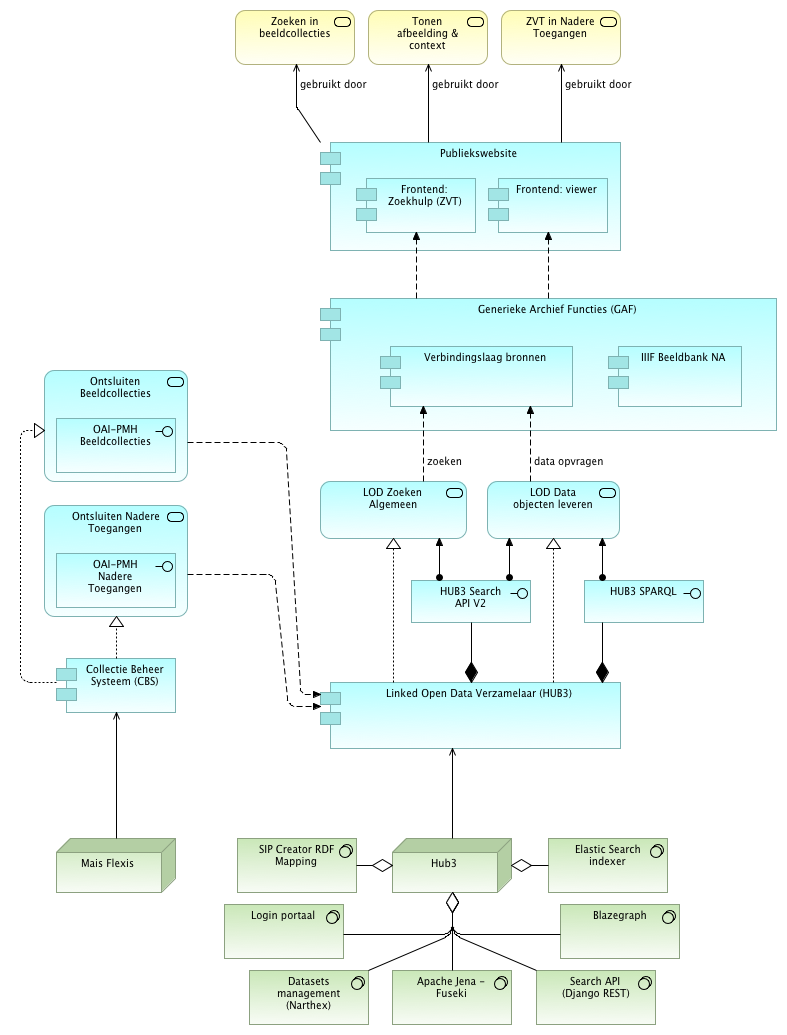 Zoeken in
beeldcollecties
Tonen
afbeelding &
context
ZVT in Nadere
Toegangen
gebruikt door
gebruikt door
gebruikt door
Publiekswebsite
Frontend:
Zoekhulp (ZVT)
Frontend: viewer
Generieke Archief Functies (GAF)
Verbindingslaag bronnen
IIIF Beeldbank NA
Ontsluiten
Beeldcollecties
OAI-PMH
Beeldcollecties
zoeken
data opvragen
LOD Zoeken
Algemeen
LOD Data
objecten leveren
Ontsluiten Nadere
Toegangen
OAI-PMH
Nadere
Toegangen
HUB3 Search
API V2
HUB3 SPARQL
Collectie Beheer
Systeem (CBS)
Linked Open Data Verzamelaar (HUB3)
Mais Flexis
SIP Creator RDF
Mapping
Hub3
Elastic Search
indexer
Login portaal
Blazegraph
Datasets
management
(Narthex)
Apache Jena -
Fuseki
Search API
(Django REST)